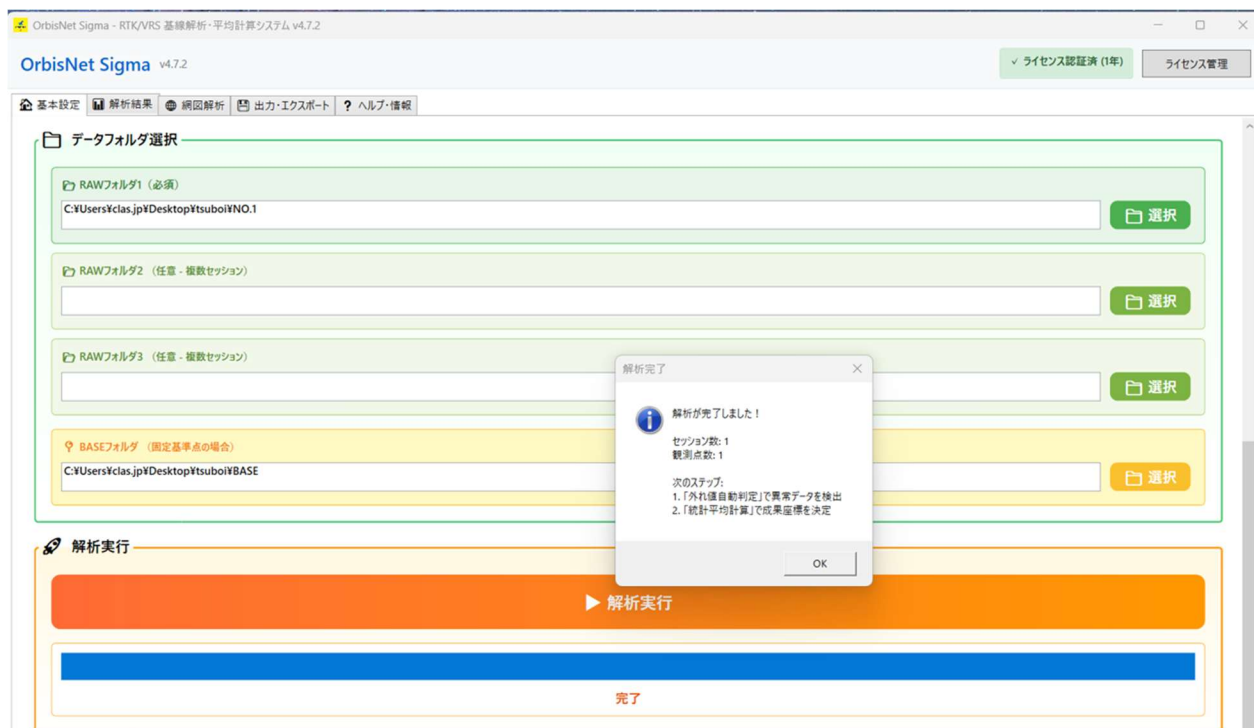 OrbisNet Sigma - RTK/VRS 基線解析・平均計算システム v4.7.2
OrbisNet Sigma v4.7.2
✓ ライセンス認証済 (1年)
ライセンス管理
基本設定
解析結果
網図解析
出力・エクスポート
? ヘルプ・情報
データフォルダ選択
RAWフォルダ1（必須）
C:¥Users¥clas.jp¥Desktop¥tsuboi¥NO.1
選択
RAWフォルダ2 （任意 - 複数セッション）
選択
RAWフォルダ3 （任意 - 複数セッション）
選択
BASEフォルダ （固定基準点の場合）
C:¥Users¥clas.jp¥Desktop¥tsuboi¥BASE
選択
解析完了
解析が完了しました！
セッション数: 1
観測点数: 1
次のステップ:
1. 「外れ値自動判定」で異常データを検出
2. 「統計平均計算」で成果座標を決定
OK
解析実行
▶ 解析実行
完了